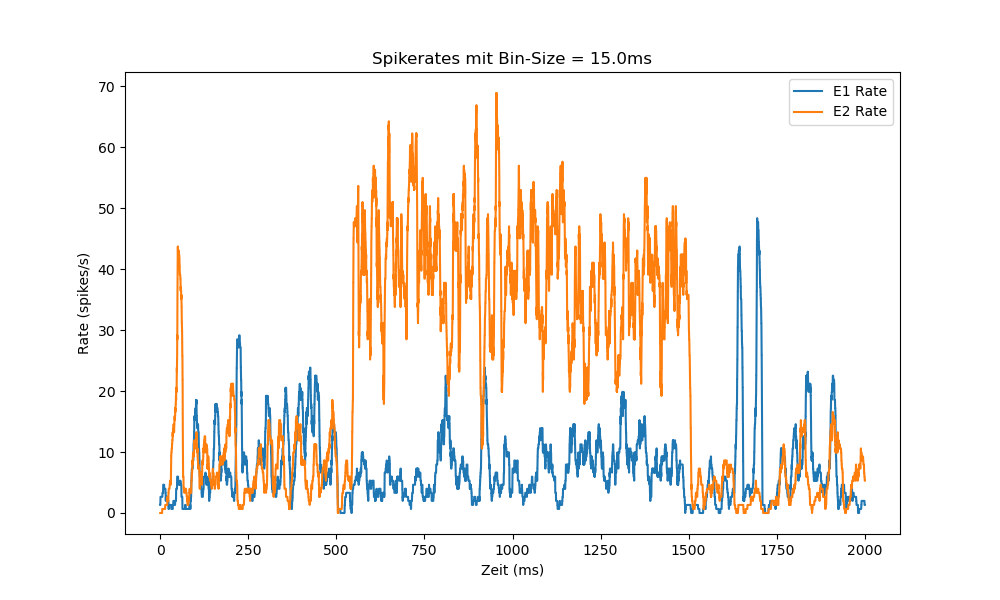 Spikerates mit Bin-Size = 15.0ms
E1 Rate
E2 Rate
Rate (spikes/s)
70
60
50
40
30
20
10
0
0 250 500 750 1000 1250 1500 1750 2000
Zeit (ms)